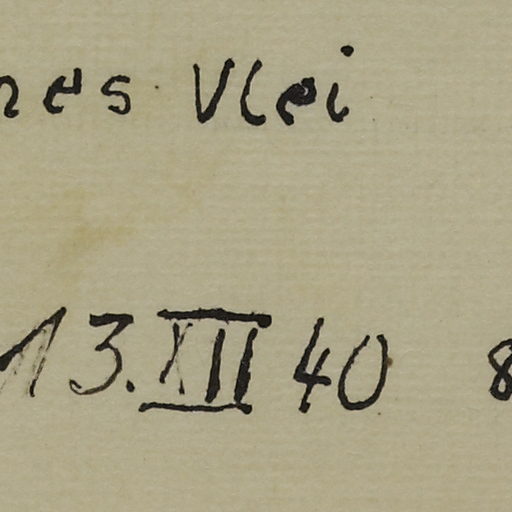 nes Vlei
13. XII 40 8